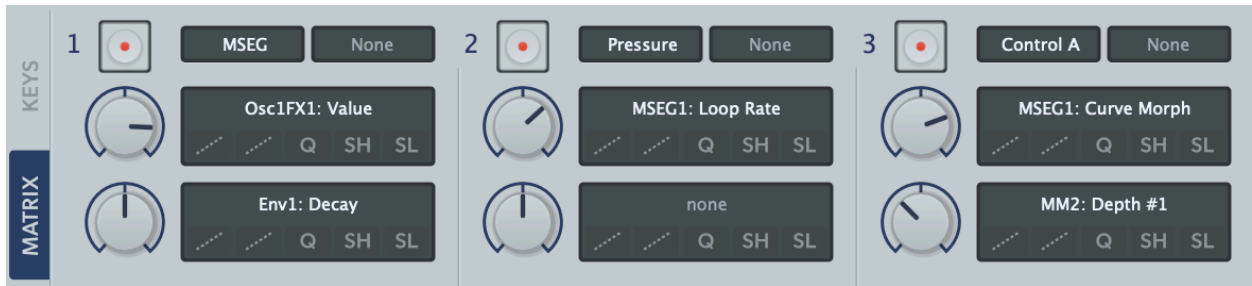 KEYS
MATRIX
1 MSEG None
Osc1FX1: Value
Q SH SL
Env1: Decay
Q SH SL
2 Pressure None
MSEG1: Loop Rate
Q SH SL
none
Q SH SL
3 Control A None
MSEG1: Curve Morph
Q SH SL
MM2: Depth #1
Q SH SL